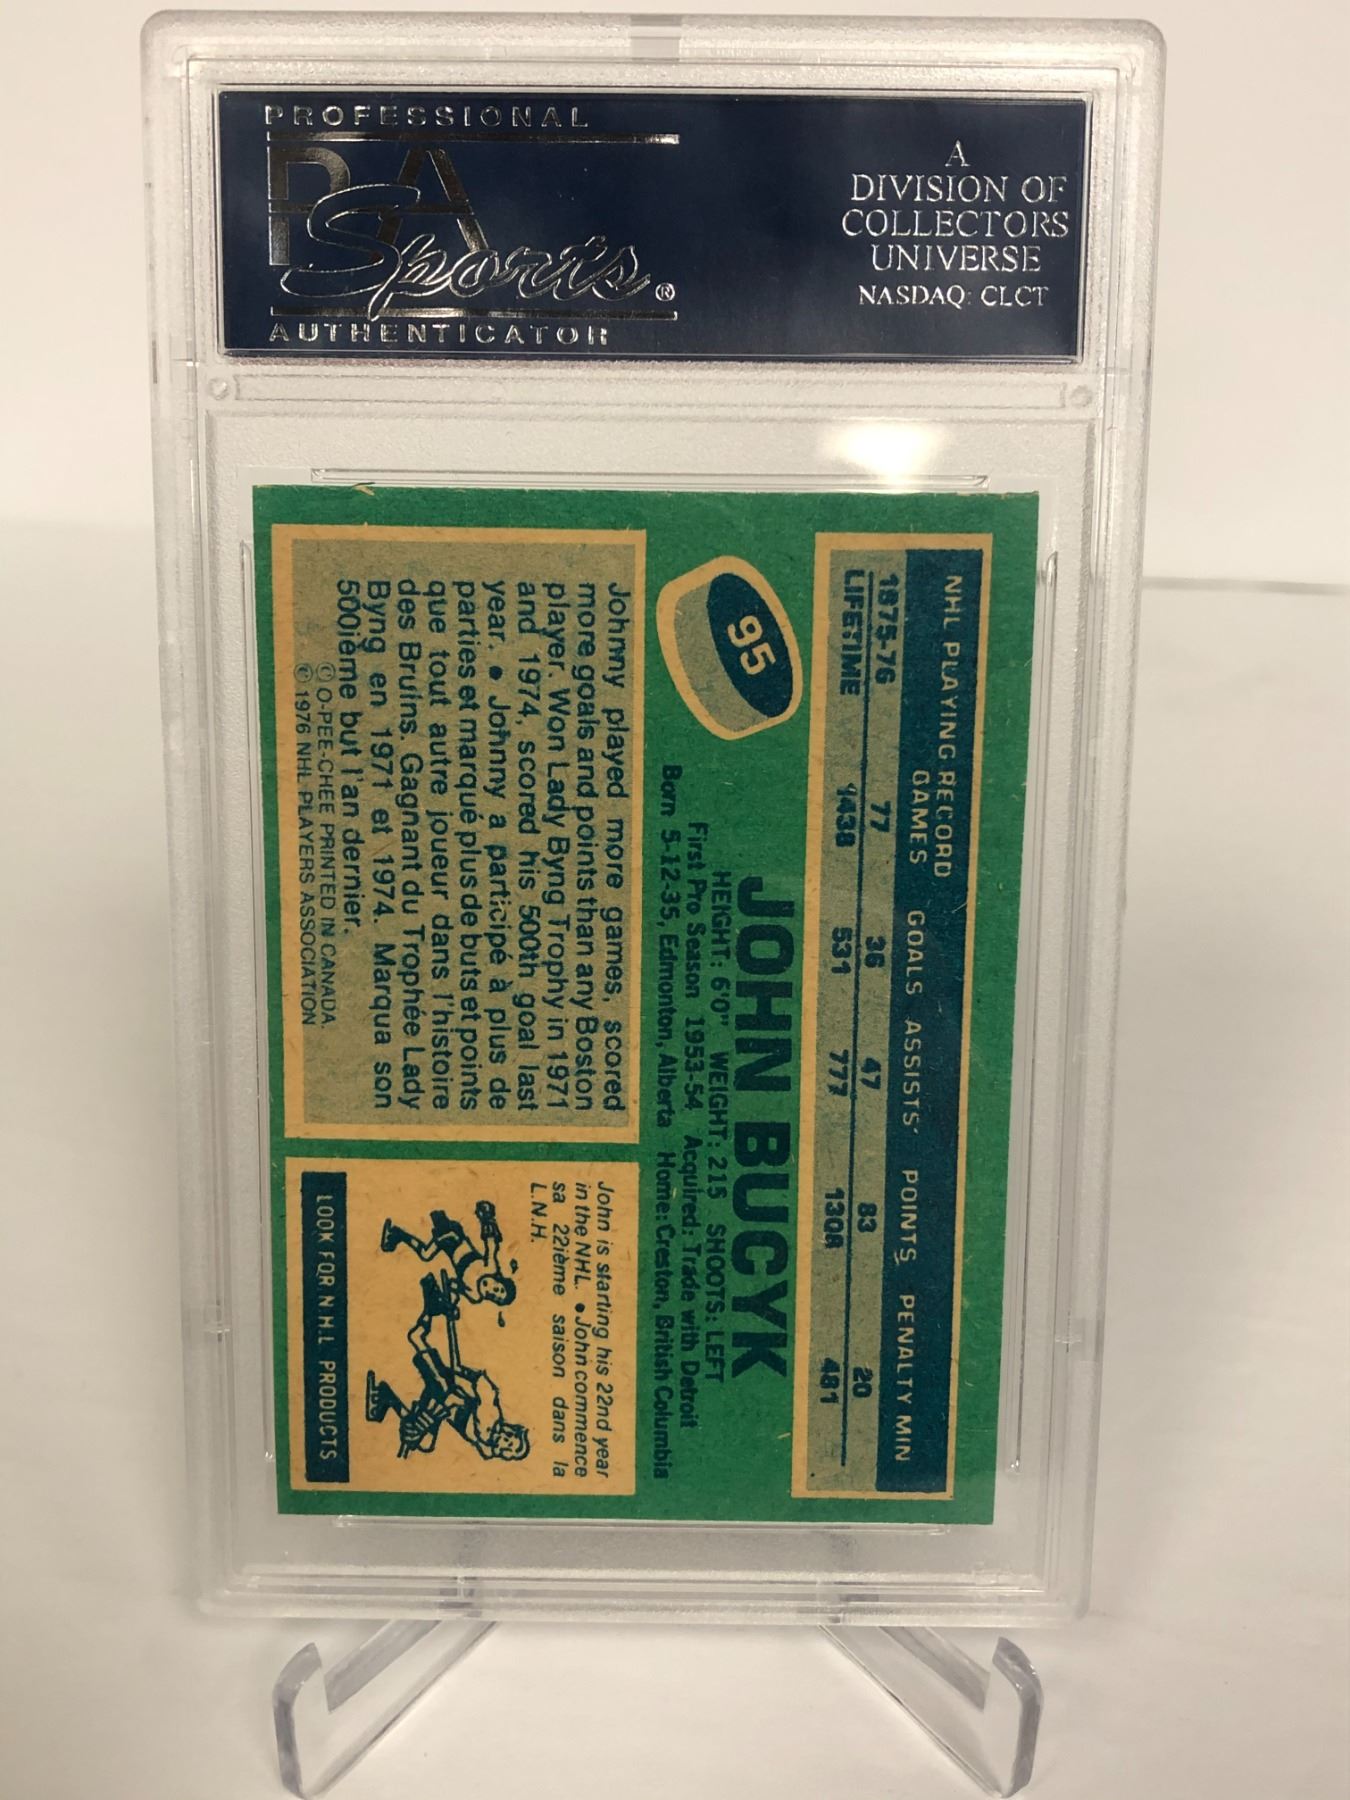 PROFESSIONAL
PSA
Sports®
AUTHENTICATOR
A
DIVISION OF
COLLECTORS
UNIVERSE
NASDAQ: CLCT
NHL PLAYING RECORD
GAMES GOALS ASSISTS POINTS PENALTY MIN
1975-76 77 36 47 83 20
LIFETIME 1438 531 777 1308 481
95
JOHN BUCYK
HEIGHT: 6'0" WEIGHT: 215 SHOOTS: LEFT
First Pro Season 1953-54 Acquired: Trade with Detroit
Born 5-12-35, Edmonton, Alberta Home: Creston, British Columbia
Johnny played more games, scored
more goals and points than any Boston
player. Won Lady Byng Trophy in 1971
and 1974, scored his 500th goal last
year. • Johnny a participé à plus de
parties et marqué plus de buts et points
que tout autre joueur dans l'histoire
des Bruins. Gagnant du Trophée Lady
Byng en 1971 et 1974. Marqua son
500ième but l'an dernier.
© O-PEE-CHEE PRINTED IN CANADA
© 1976 NHL PLAYERS ASSOCIATION
John is starting his 22nd year
in the NHL. • John commence
sa 22ième saison dans la
L.N.H.
LOOK FOR N.H.L PRODUCTS